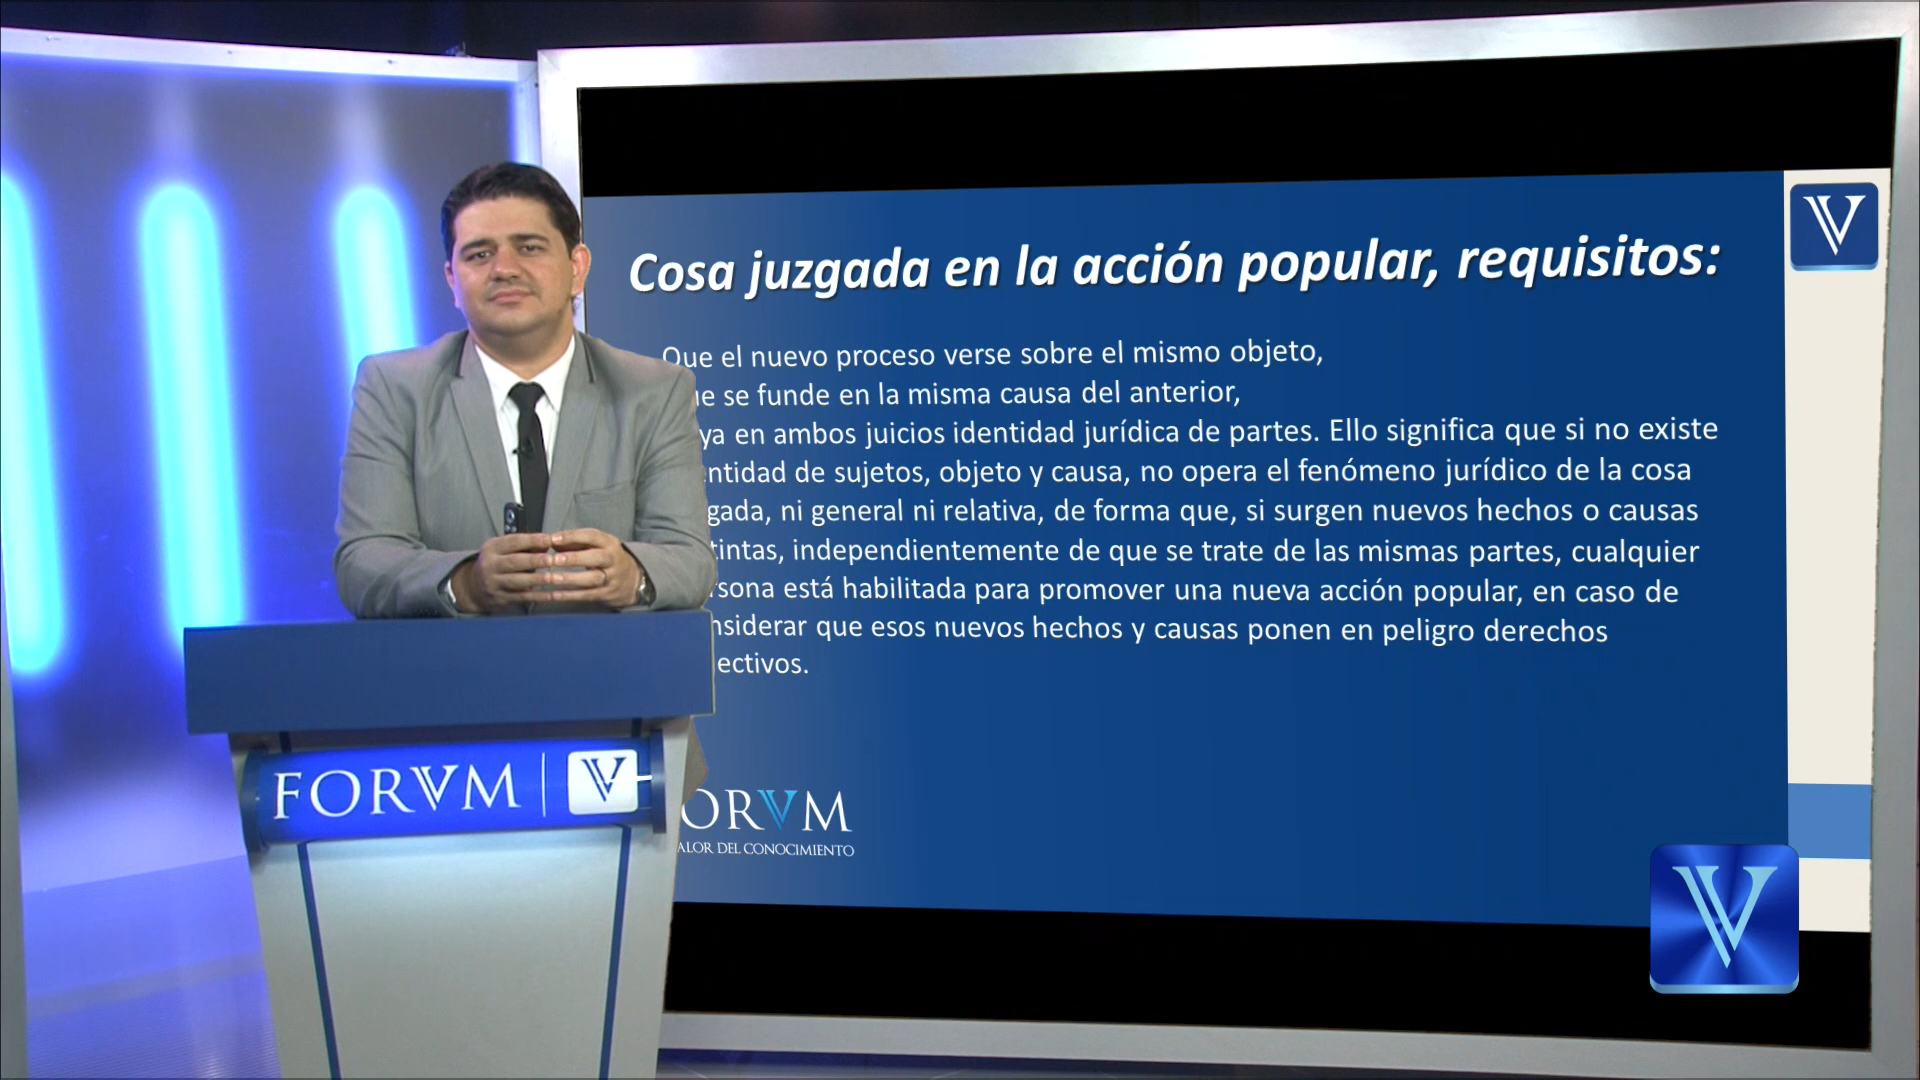 Cosa juzgada en la acción popular, requisitos:
Que el nuevo proceso verse sobre el mismo objeto,
se funde en la misma causa del anterior,
en ambos juicios identidad jurídica de partes. Ello significa que si no existe
de sujetos, objeto y causa, no opera el fenómeno jurídico de la cosa
ni general ni relativa, de forma que, si surgen nuevos hechos o causas
independientemente de que se trate de las mismas partes, cualquier
está habilitada para promover una nueva acción popular, en caso de
que esos nuevos hechos y causas ponen en peligro derechos
FORVM
DEL CONOCIMIENTO